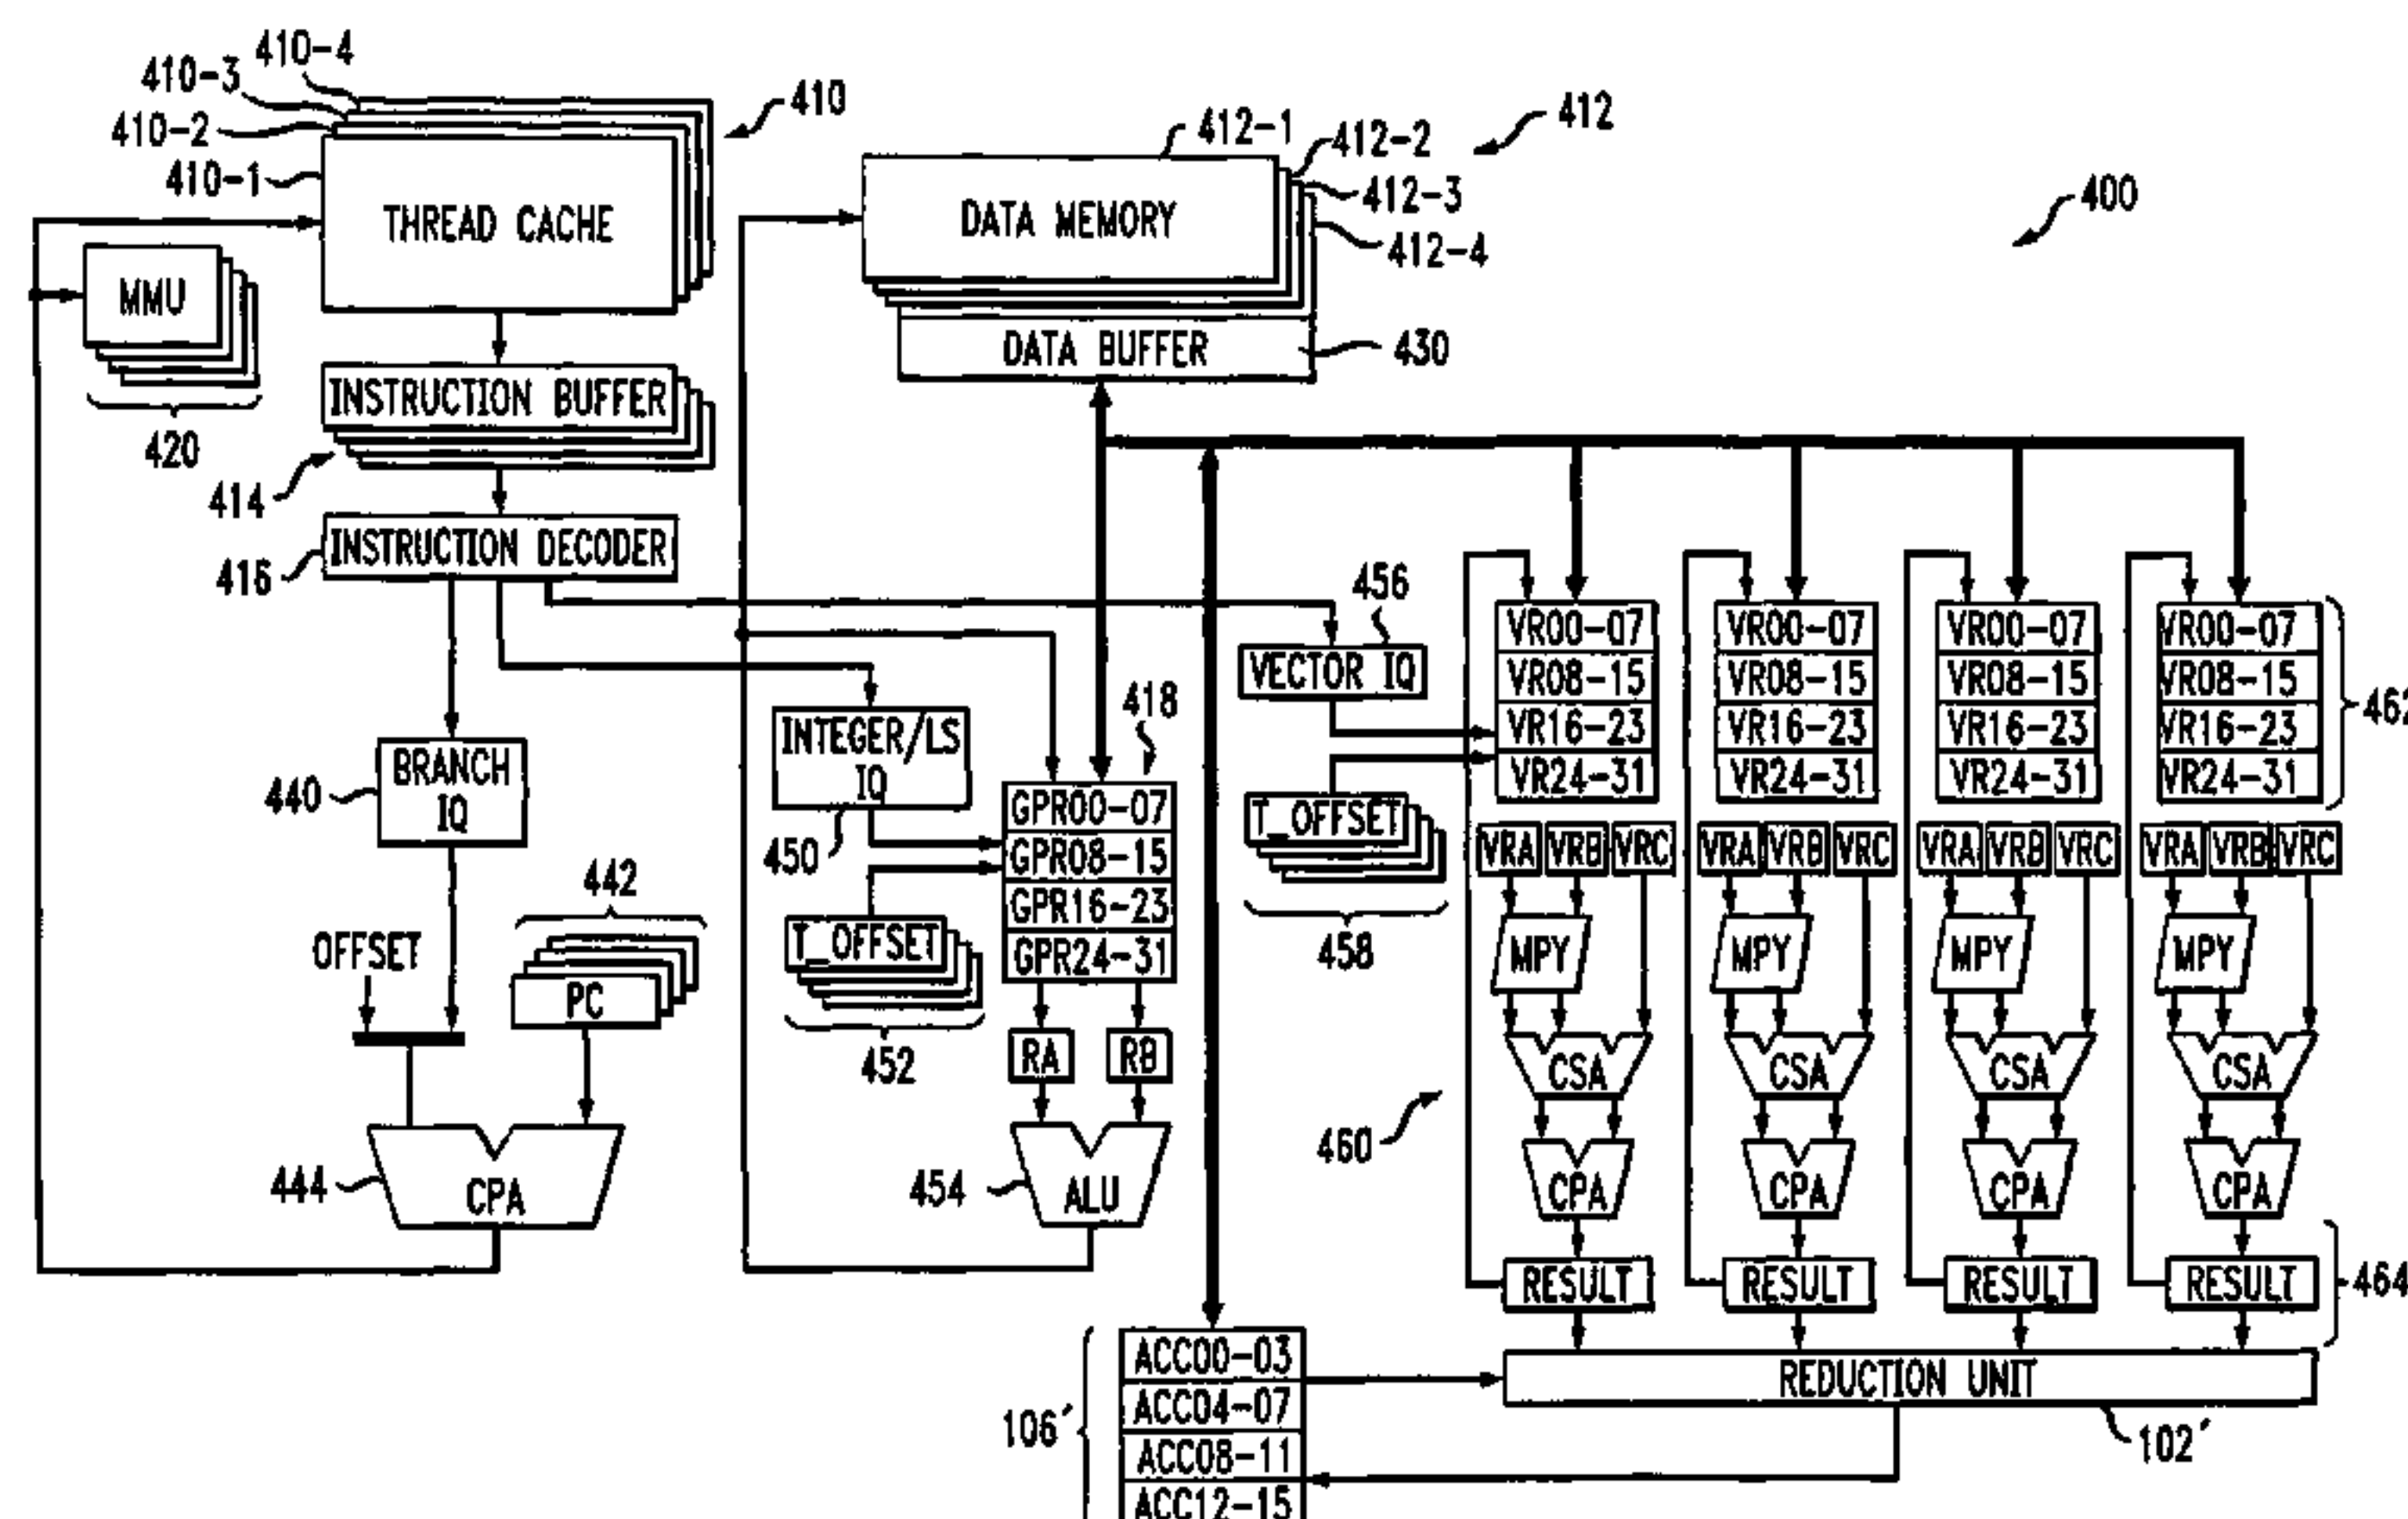 410-4
410-3
410-2
410-1
410
THREAD CACHE
MMU
420
INSTRUCTION BUFFER
414
INSTRUCTION DECODER
416
412-1
412-2
412-3
412-4
412
DATA MEMORY
DATA BUFFER
430
400
BRANCH
IQ
440
442
OFFSET
PC
444
CPA
INTEGER/LS
IQ
450
418
GPR00-07
GPR08-15
GPR16-23
GPR24-31
T_OFFSET
452
RA
RB
454
ALU
456
VECTOR IQ
T_OFFSET
458
460
VR00-07
VR08-15
VR16-23
VR24-31
VR00-07
VR08-15
VR16-23
VR24-31
VR00-07
VR08-15
VR16-23
VR24-31
VR00-07
VR08-15
VR16-23
VR24-31
462
VRA VRB VRC
VRA VRB VRC
VRA VRB VRC
VRA VRB VRC
MPY
MPY
MPY
MPY
CSA
CSA
CSA
CSA
CPA
CPA
CPA
CPA
RESULT
RESULT
RESULT
RESULT
464
REDUCTION UNIT
102'
106'
ACC00-03
ACC04-07
ACC08-11
ACC12-15